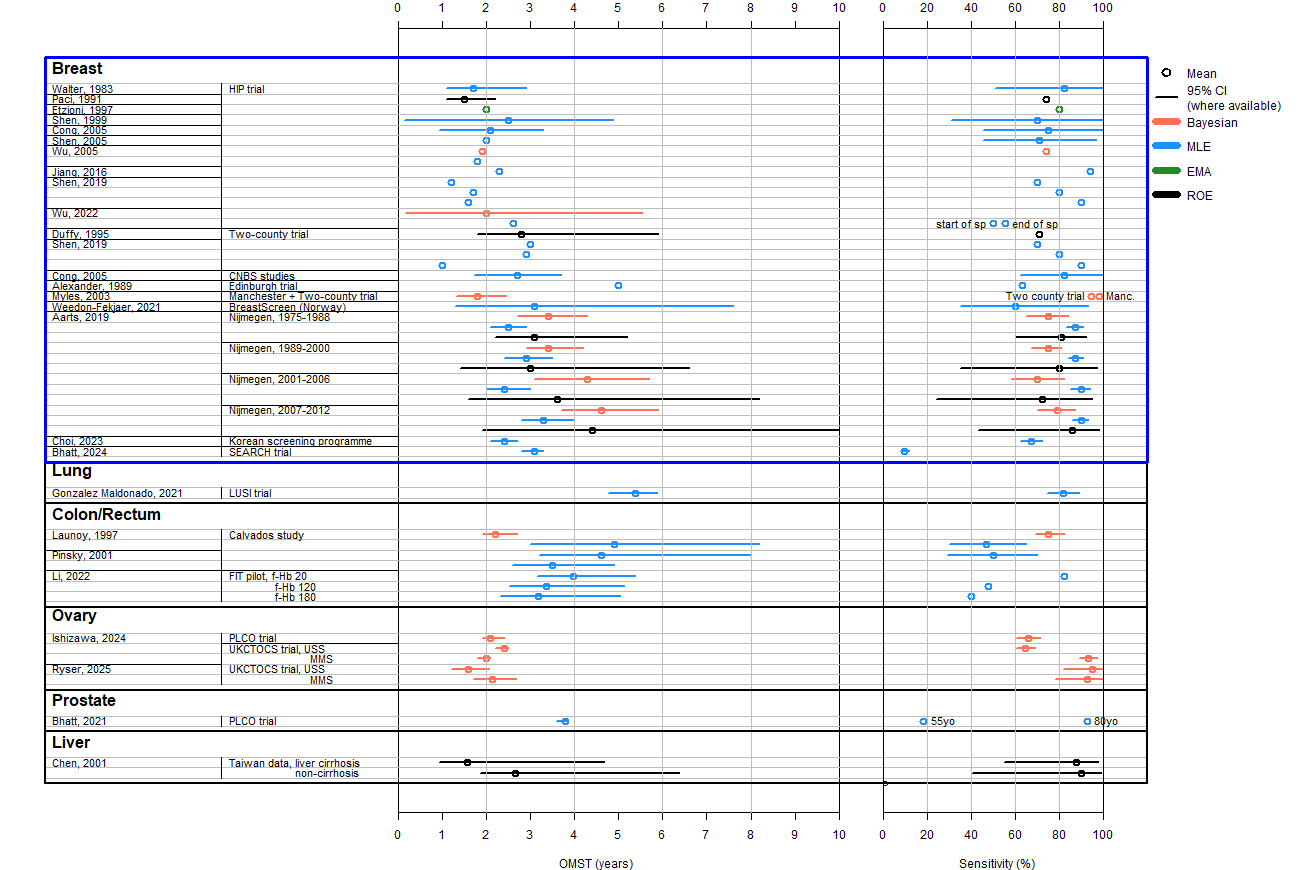 0 1 2 3 4 5 6 7 8 9 10 0 20 40 60 80 100
Breast
Mean
95% CI
(where available)
Bayesian
MLE
EMA
ROE
Walter, 1983 HIP trial
Paci, 1991
Etzioni, 1997
Shen, 1999
Cong, 2005
Shen, 2005
Wu, 2005
Jiang, 2016
Shen, 2019
Wu, 2022
start of sp end of sp
Duffy, 1995 Two-county trial
Shen, 2019
Cong, 2005 CNBS studies
Alexander, 1989 Edinburgh trial
Myles, 2003 Manchester + Two-county trial Two county trial Manc.
Weedon-Fekjaer, 2021 BreastScreen (Norway)
Aarts, 2019 Nijmegen, 1975-1988
Nijmegen, 1989-2000
Nijmegen, 2001-2006
Nijmegen, 2007-2012
Choi, 2023 Korean screening programme
Bhatt, 2024 SEARCH trial
Lung
Gonzalez Maldonado, 2021 LUSI trial
Colon/Rectum
Launoy, 1997 Calvados study
Pinsky, 2001
Li, 2022 FIT pilot, f-Hb 20
f-Hb 120
f-Hb 180
Ovary
Ishizawa, 2024 PLCO trial
UKCTOCS trial, USS
MMS
Ryser, 2025 UKCTOCS trial, USS
MMS
Prostate
Bhatt, 2021 PLCO trial 55yo 80yo
Liver
Chen, 2001 Taiwan data, liver cirrhosis
non-cirrhosis
0 1 2 3 4 5 6 7 8 9 10 0 20 40 60 80 100
OMST (years) Sensitivity (%)